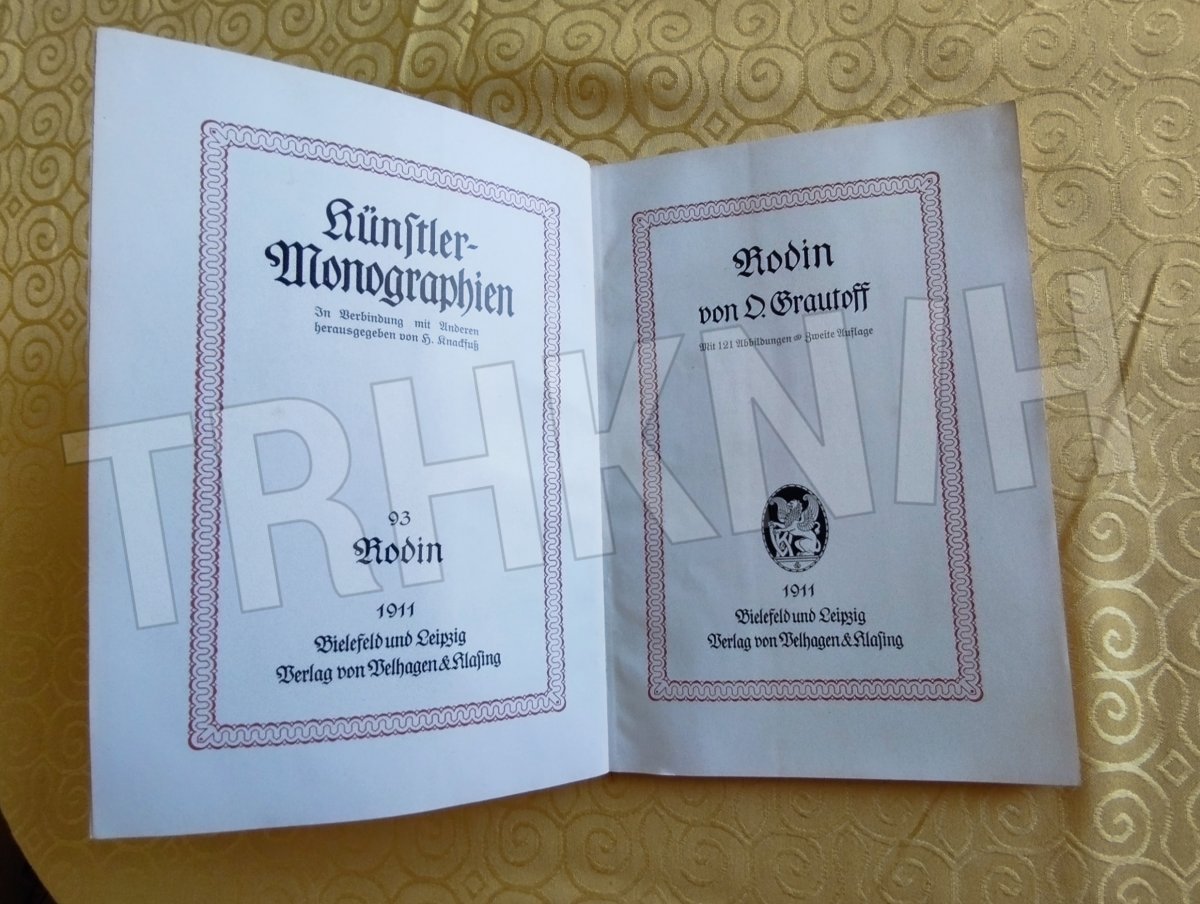 Künſtler-
Monographien
In Verbindung mit Anderen
herausgegeben von H. Knackfuß
93
Rodin
1911
Bielefeld und Leipzig
Verlag von Velhagen & Klaſing
Rodin
von O. Grautoff
Mit 121 Abbildungen Zweite Auflage
1911
Bielefeld und Leipzig
Verlag von Velhagen & Klaſing
TRHKNIH